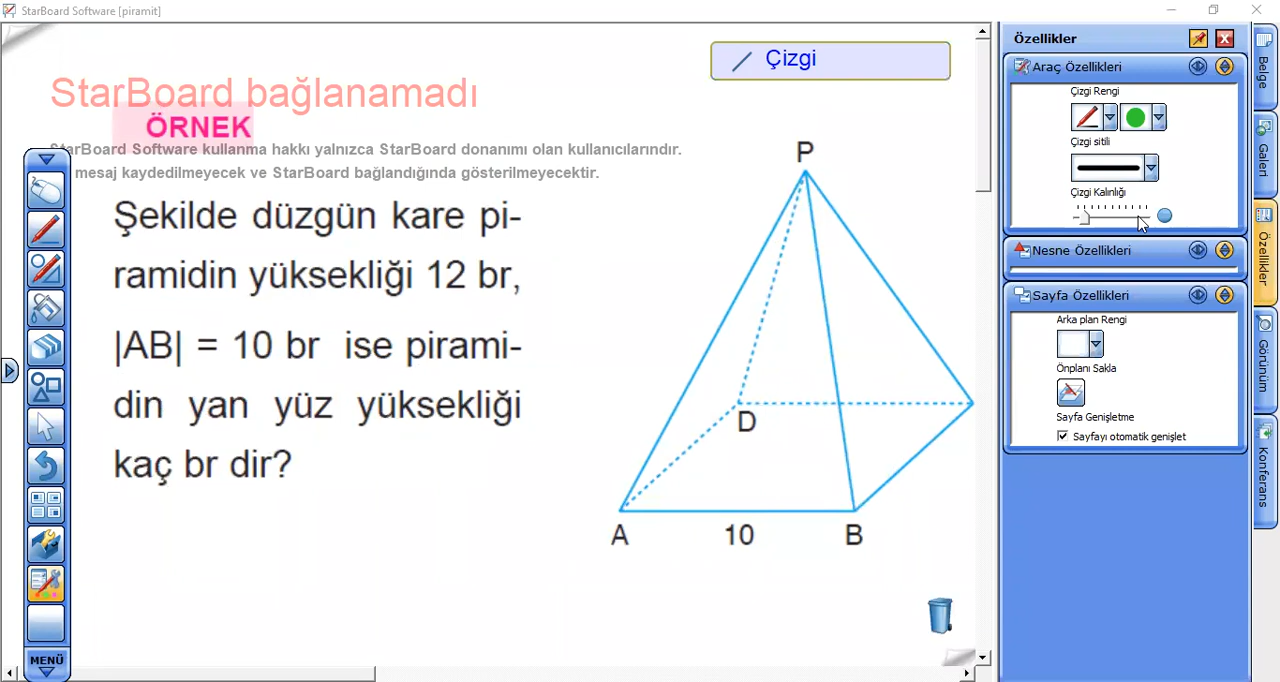 StarBoard Software [piramit]
Çizgi
StarBoard bağlanamadı
ÖRNEK
StarBoard Software kullanma hakkı yalnızca StarBoard donanımı olan kullanıcılarındır.
mesaj kaydedilmeyecek ve StarBoard bağlandığında gösterilmeyecektir.
Şekilde düzgün kare pi-
ramidin yüksekliği 12 br,
|AB| = 10 br ise pirami-
din yan yüz yüksekliği
kaç br dir?
P
D
A
10
B
MENÜ
Özellikler
Araç Özellikleri
Çizgi Rengi
Çizgi sitili
Çizgi Kalınlığı
Nesne Özellikleri
Sayfa Özellikleri
Arka plan Rengi
Önplanı Sakla
Sayfa Genişletme
Sayfayı otomatik genişlet
Belge
Galeri
Özellikler
Görünüm
Konferans